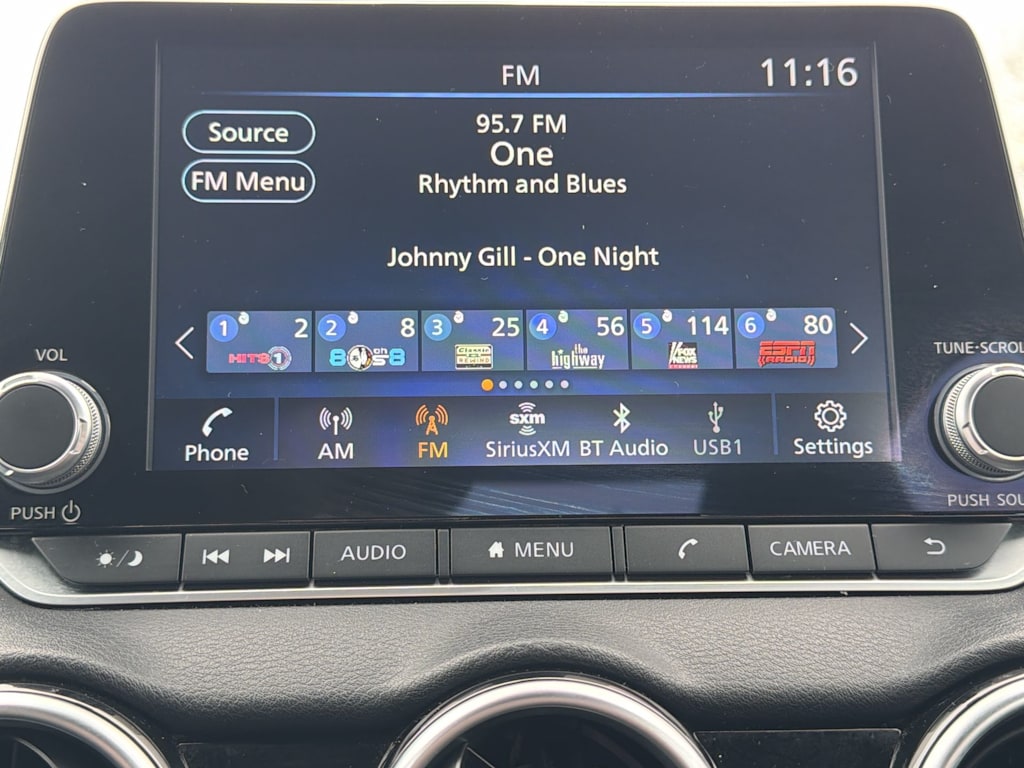 FM
11:16
Source
FM Menu
95.7 FM
One
Rhythm and Blues
Johnny Gill - One Night
1 2
HITS 1
2 8
80s ON 8
3 25
Classic REWIND
4 56
the highway
5 114
FOX NEWS
6 80
ESPN RADIO
VOL
PUSH
TUNE·SCROL
PUSH SOU
Phone
AM
FM
sxm
SiriusXM
BT Audio
USB1
Settings
AUDIO
MENU
CAMERA